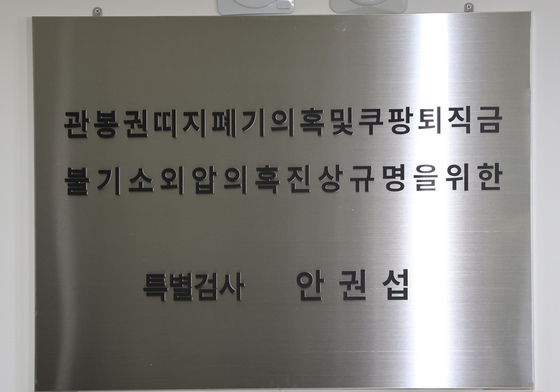 관봉권띠지폐기의혹및쿠팡퇴직금
불기소외압의혹진상규명을위한
특별검사 안권섭